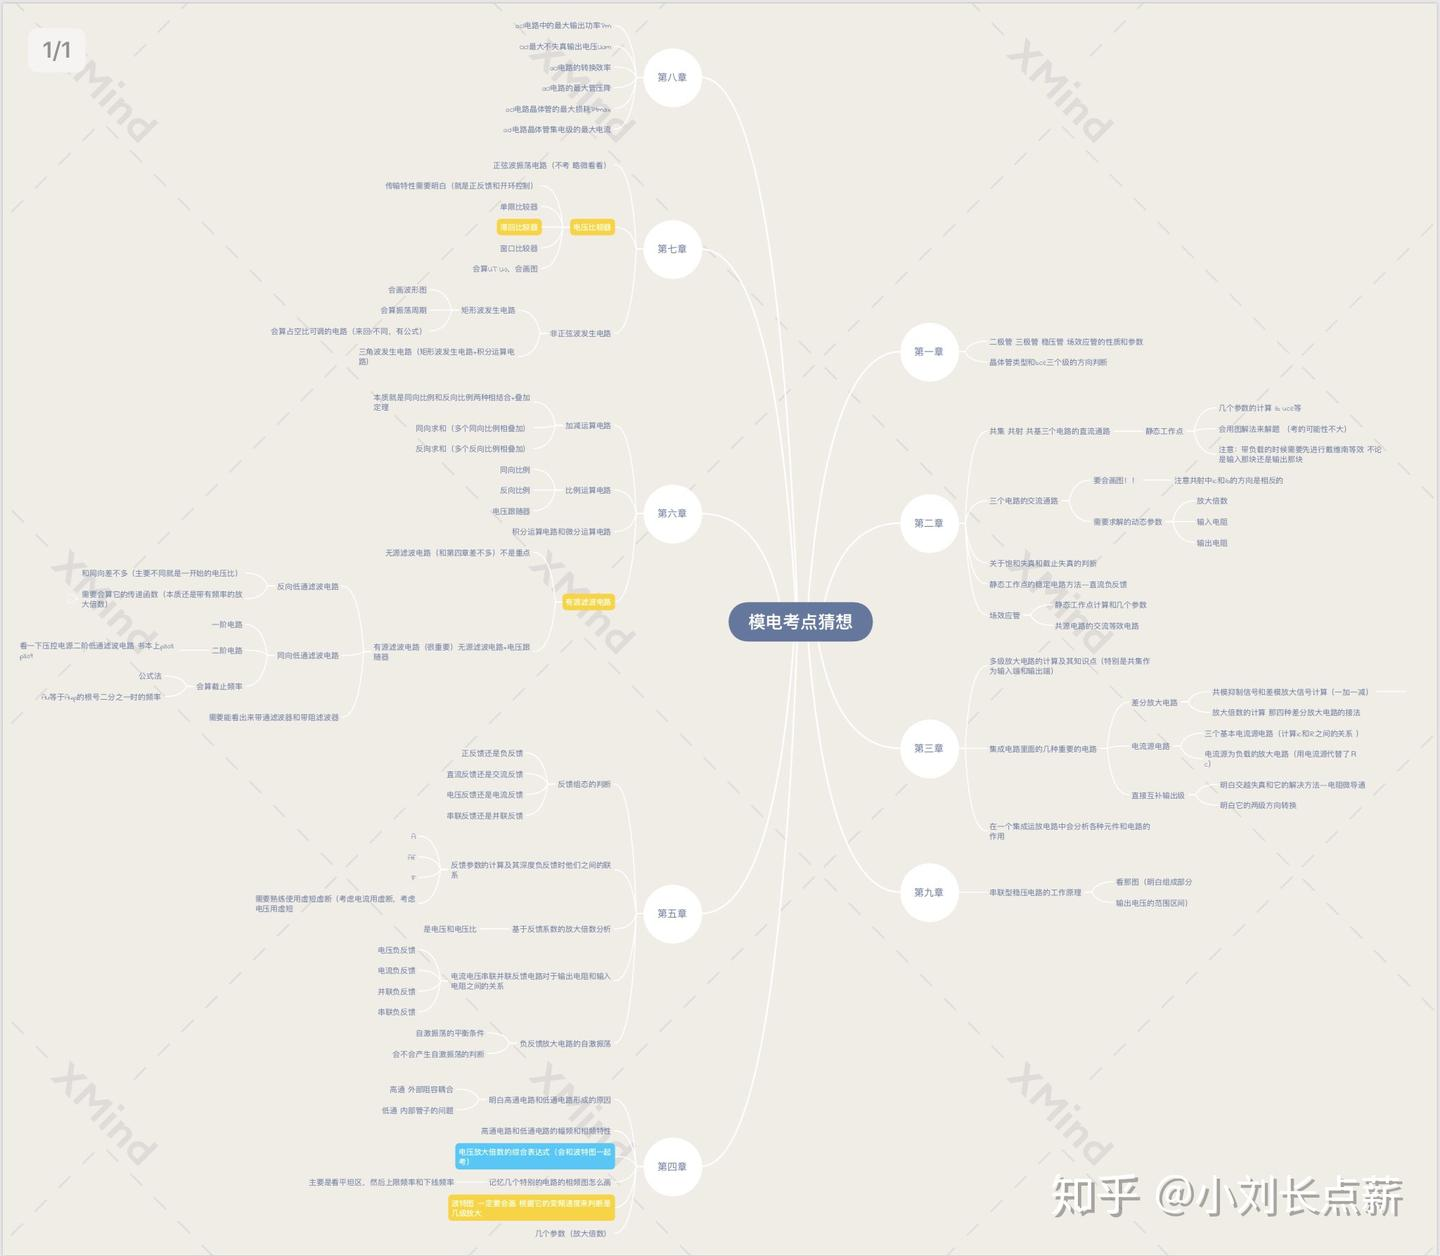 1/1
模电考点猜想
第一章
二极管 三极管 稳压管 场效应管的性质和参数
晶体管类型和bce三个级的方向判断
第二章
共集 共射 共基三个电路的直流通路
静态工作点
几个参数的计算 ib uce等
会用图解法来解题 （考的可能性不大）
注意：带负载的时候需要先进行戴维南等效 不论
是输入那块还是输出那块
三个电路的交流通路
要会画图！！
注意共射中ic和ib的方向是相反的
需要求解的动态参数
放大倍数
输入电阻
输出电阻
关于饱和失真和截止失真的判断
静态工作点的稳定电路方法—直流负反馈
场效应管
静态工作点计算和几个参数
共源电路的交流等效电路
第三章
多级放大电路的计算及其知识点（特别是共集作
为输入端和输出端）
集成电路里面的几种重要的电路
差分放大电路
共模抑制信号和差模放大信号计算（一加一减）
放大倍数的计算 那四种差分放大电路的接法
电流源电路
三个基本电流源电路（计算ic和IR之间的关系 ）
电流源为负载的放大电路（用电流源代替了R
c）
直接互补输出级
明白交越失真和它的解决方法—电阻微导通
明白它的两级方向转换
在一个集成运放电路中会分析各种元件和电路的
作用
第九章
串联型稳压电路的工作原理
看那图（明白组成部分
输出电压的范围区间）
第八章
ocl电路中的最大输出功率Pm
ocl最大不失真输出电压uom
ocl电路的转换效率
ocl电路的最大管压降
ocl电路晶体管的最大损耗PTmax
ocl电路晶体管集电级的最大电流
第七章
正弦波振荡电路（不考 略微看看）
电压比较器
传输特性需要明白（就是正反馈和开环控制）
单限比较器
滞回比较器
窗口比较器
会算UT uo，会画图
非正弦波发生电路
矩形波发生电路
会画波形图
会算振荡周期
会算占空比可调的电路（来回r不同，有公式）
三角波发生电路（矩形波发生电路+积分运算电
路）
第六章
加减运算电路
本质就是同向比例和反向比例两种相结合+叠加
定理
同向求和（多个同向比例相叠加）
反向求和（多个反向比例相叠加）
比例运算电路
同向比例
反向比例
电压跟随器
积分运算电路和微分运算电路
有源滤波电路
无源滤波电路（和第四章差不多）不是重点
有源滤波电路（很重要）无源滤波电路+电压跟
随器
反向低通滤波电路
和同向差不多（主要不同就是一开始的电压比）
需要会算它的传递函数（本质还是带有频率的放
大倍数）
同向低通滤波电路
一阶电路
二阶电路
看一下压控电源二阶低通滤波电路 书本上
会算截止频率
公式法
Au等于Aup的根号二分之一时的频率
需要能看出来带通滤波器和带阻滤波器
第五章
反馈组态的判断
正反馈还是负反馈
直流反馈还是交流反馈
电压反馈还是电流反馈
串联反馈还是并联反馈
反馈参数的计算及其深度负反馈时他们之间的联
系
A
AF
F
需要熟练使用虚短虚断（考虑电流用虚断，考虑
电压用虚短
基于反馈系数的放大倍数分析
是电压和电压比
电流电压串联并联反馈电路对于输出电阻和输入
电阻之间的关系
电压负反馈
电流负反馈
并联负反馈
串联负反馈
负反馈放大电路的自激振荡
自激振荡的平衡条件
会不会产生自激振荡的判断
第四章
明白高通电路和低通电路形成的原因
高通 外部阻容耦合
低通 内部管子的问题
高通电路和低通电路的幅频和相频特性
电压放大倍数的综合表达式（会和波特图一起
考）
记忆几个特别的电路的相频图怎么画
主要是看平坦区，然后上限频率和下线频率
波特图 一定要会画 根据它的变频速度来判断是
几级放大
几个参数（放大倍数）
XMind
XMind
XMind
XMind
XMind
XMind
XMind
XMind
XMind
知乎 @小刘长点薪